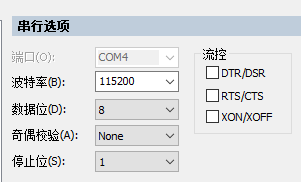 串行选项
端口(O): COM4
波特率(B): 115200
数据位(D): 8
奇偶校验(A): None
停止位(S): 1
流控
DTR/DSR
RTS/CTS
XON/XOFF